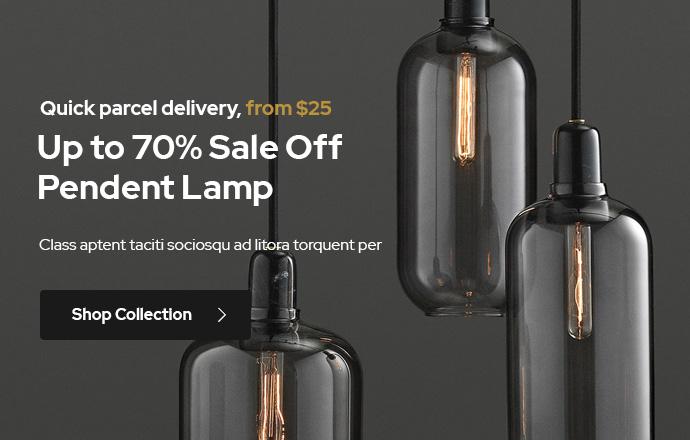 Quick parcel delivery, from $25
Up to 70% Sale Off
Pendent Lamp
Class aptent taciti sociosqu ad litora torquent per
Shop Collection